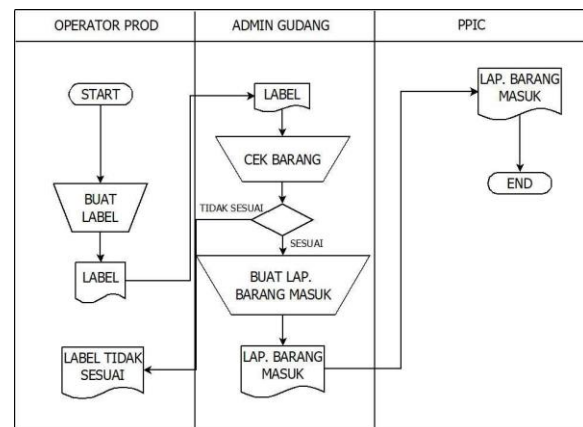 OPERATOR PROD
ADMIN GUDANG
PPIC
START
BUAT
LABEL
LABEL
LABEL TIDAK
SESUAI
LABEL
CEK BARANG
TIDAK SESUAI
SESUAI
BUAT LAP.
BARANG MASUK
LAP. BARANG
MASUK
LAP. BARANG
MASUK
END